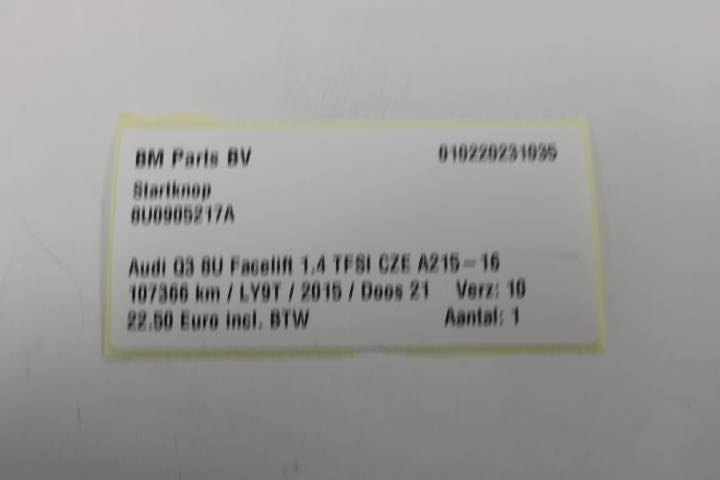 BM Parts BV 010220231035
Startknop
8U0905217A
Audi Q3 8U Facelift 1.4 TFSI CZE A215-16
107366 km / LY9T / 2015 / Doos 21 Verz: 10
22.50 Euro incl. BTW Aantal: 1